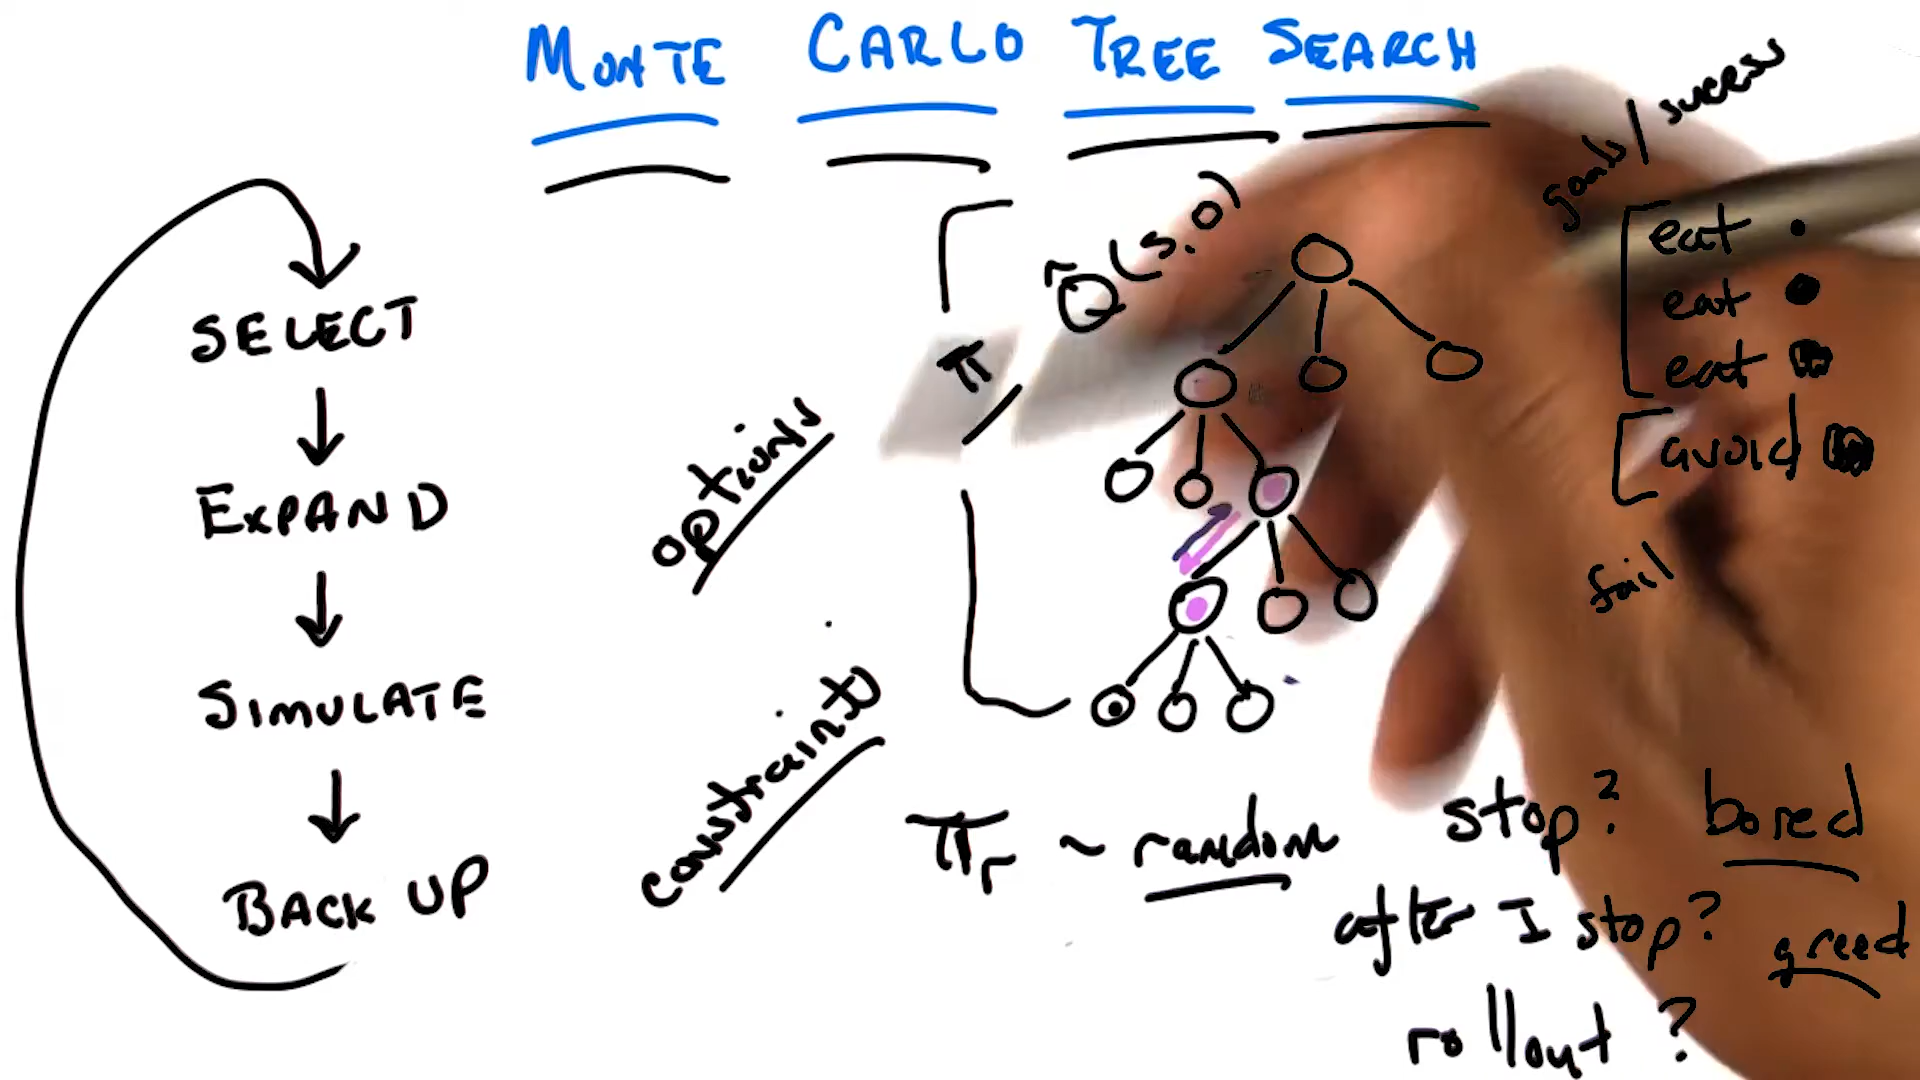 MONTE CARLO TREE SEARCH
SELECT
EXPAND
SIMULATE
BACK UP
options
constraints
π
Q̂(s,o)
goals/success
eat
eat
eat
avoid
fail
πr ~ random
stop? bored
after I stop? greed
rollout?